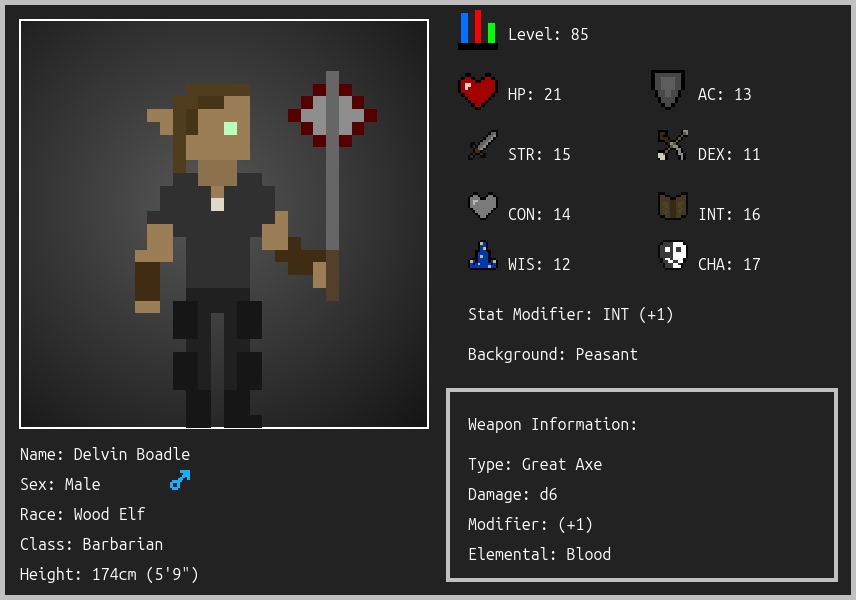 Level: 85
HP: 21
AC: 13
STR: 15
DEX: 11
CON: 14
INT: 16
WIS: 12
CHA: 17
Stat Modifier: INT (+1)
Background: Peasant
Weapon Information:
Type: Great Axe
Damage: d6
Modifier: (+1)
Elemental: Blood
Name: Delvin Boadle
Sex: Male
Race: Wood Elf
Class: Barbarian
Height: 174cm (5'9")